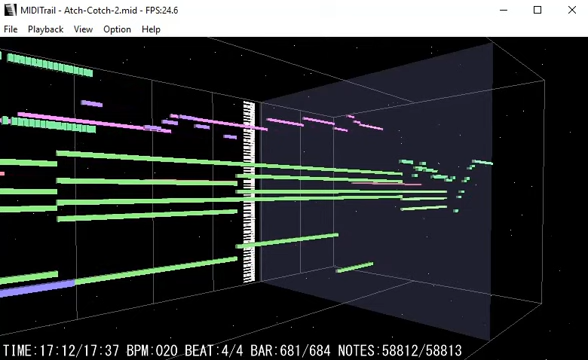 MIDITrail - Atch-Cotch-2.mid - FPS:24.6
File Playback View Option Help
TIME:17:12/17:37 BPM:020 BEAT:4/4 BAR:681/684 NOTES:58812/58813